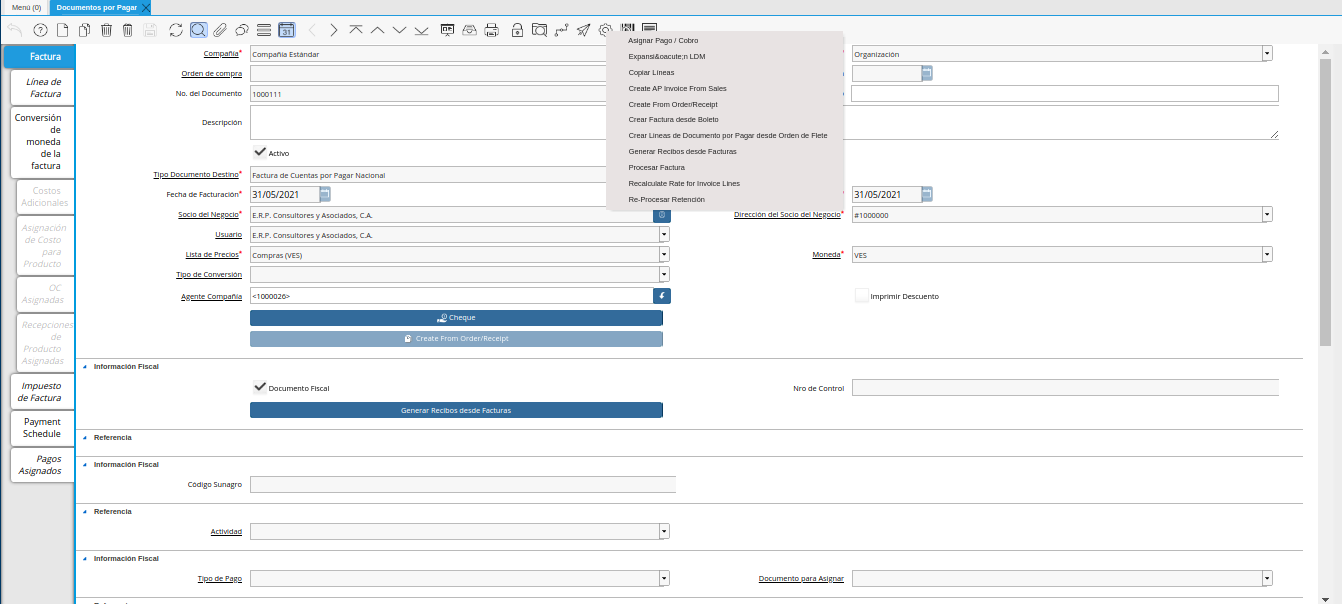 Menú (0)
Documentos por Pagar
31
Factura
Línea de
Factura
Conversión
de
moneda
de la
factura
Costos
Adicionales
Asignación
de Costo
para
Producto
OC
Asignadas
Recepciones
de
Producto
Asignadas
Impuesto
de Factura
Payment
Schedule
Pagos
Asignados
Compañía* Compañía Estándar
Organización
Orden de compra
No. del Documento 1000111
Descripción
Activo
Tipo Documento Destino* Factura de Cuentas por Pagar Nacional
Fecha de Facturación* 31/05/2021
* 31/05/2021
Asignar Pago / Cobro
Expansi&oacute;n LDM
Copiar Líneas
Create AP Invoice From Sales
Create From Order/Receipt
Crear Factura desde Boleto
Crear Lineas de Documento por Pagar desde Orden de Flete
Generar Recibos desde Facturas
Procesar Factura
Recalculate Rate for Invoice Lines
Re-Procesar Retención
Socio del Negocio* E.R.P. Consultores y Asociados, C.A.
Dirección del Socio del Negocio* #1000000
Usuario E.R.P. Consultores y Asociados, C.A.
Lista de Precios* Compras (VES)
Moneda* VES
Tipo de Conversión
Agente Compañía <1000026>
Imprimir Descuento
Cheque
Create From Order/Receipt
Información Fiscal
Documento Fiscal
Nro de Control
Generar Recibos desde Facturas
Referencia
Información Fiscal
Código Sunagro
Referencia
Actividad
Información Fiscal
Tipo de Pago
Documento para Asignar